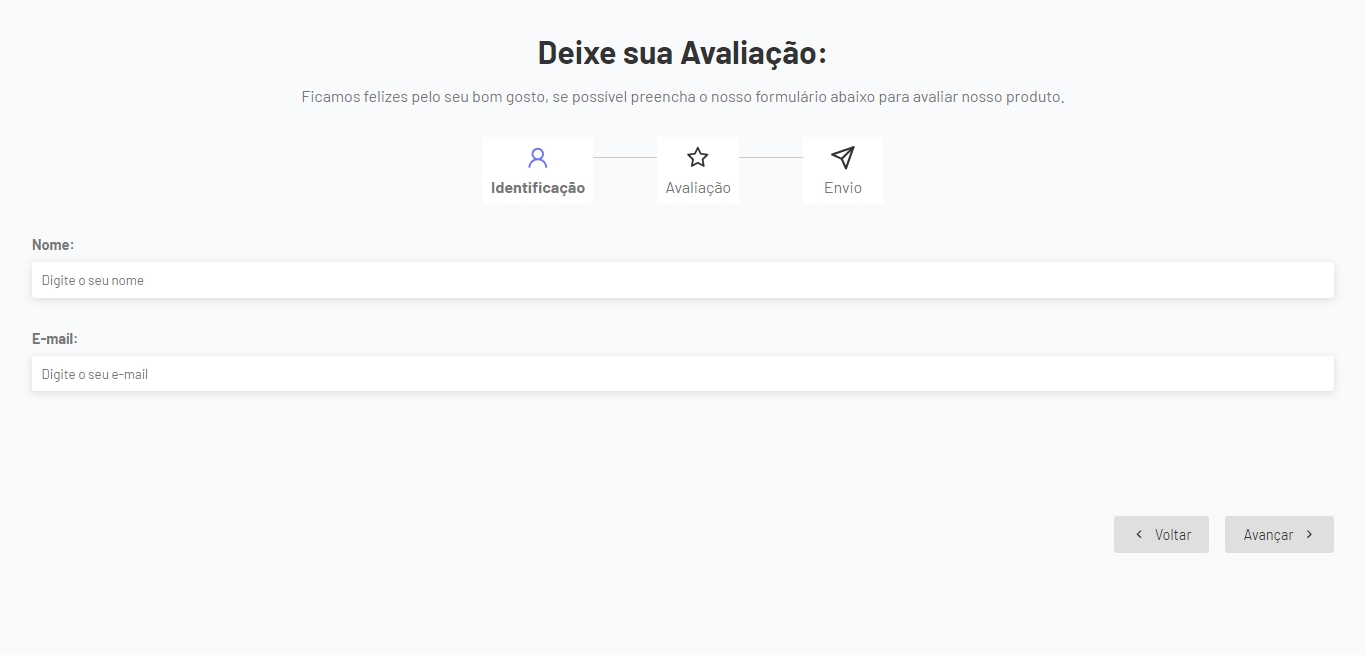 Deixe sua Avaliação:
Ficamos felizes pelo seu bom gosto, se possível preencha o nosso formulário abaixo para avaliar nosso produto.
Identificação
Avaliação
Envio
Nome:
Digite o seu nome
E-mail:
Digite o seu e-mail
Voltar
Avançar